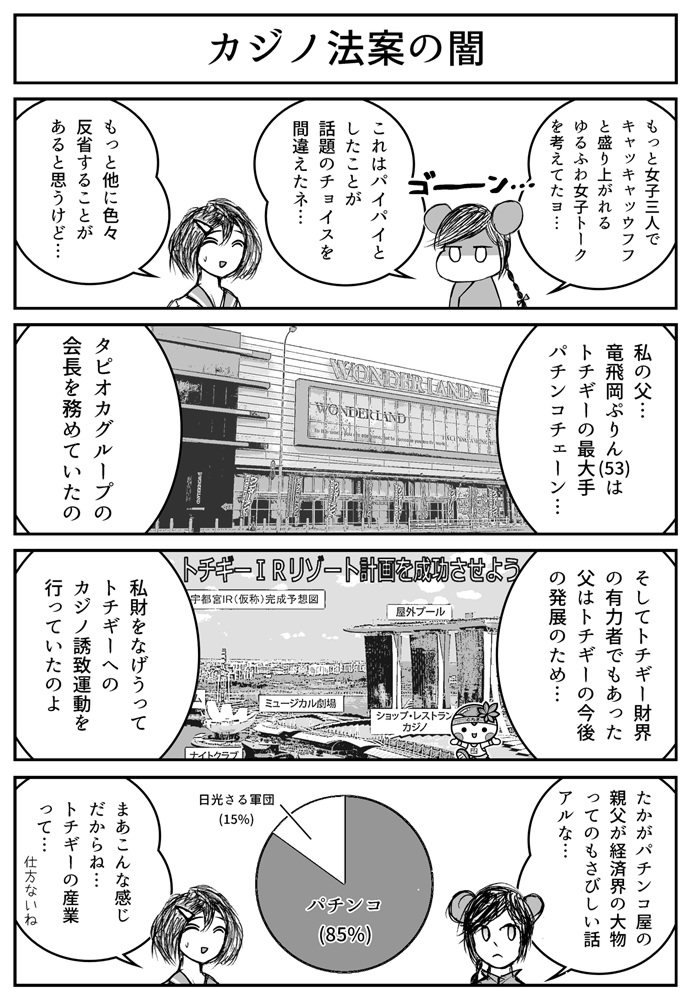 カジノ法案の闇
もっと女子三人で
キャッキャッウフフ
と盛り上がれる
ゆるふわ女子トーク
を考えてたヨ…
ゴーーン…
これはパイパイと
したことが
話題のチョイスを
間違えたネ…
もっと他に色々
反省することが
あると思うけど…
私の父…
竜飛岡ぷりん(53)は
トチギーの最大手
パチンコチェーン…
WONDERLAND-II
WONDERLAND
タピオカグループの
会長を務めていたの
そしてトチギー財界
の有力者でもあった
父はトチギーの今後
の発展のため…
トチギーIRリゾート計画を成功させよう
宇都宮IR(仮称)完成予想図
屋外プール
ミュージカル劇場
ショップ・レストラン
カジノ
ム
ナイトクラブ
私財をなげうって
トチギーへの
カジノ誘致運動を
行っていたのよ
たかがパチンコ屋の
親父が経済界の大物
ってのもさびしい話
アルな…
日光さる軍団
(15%)
パチンコ
(85%)
まあこんな感じ
だからね…
トチギーの産業
って…
仕方ないね